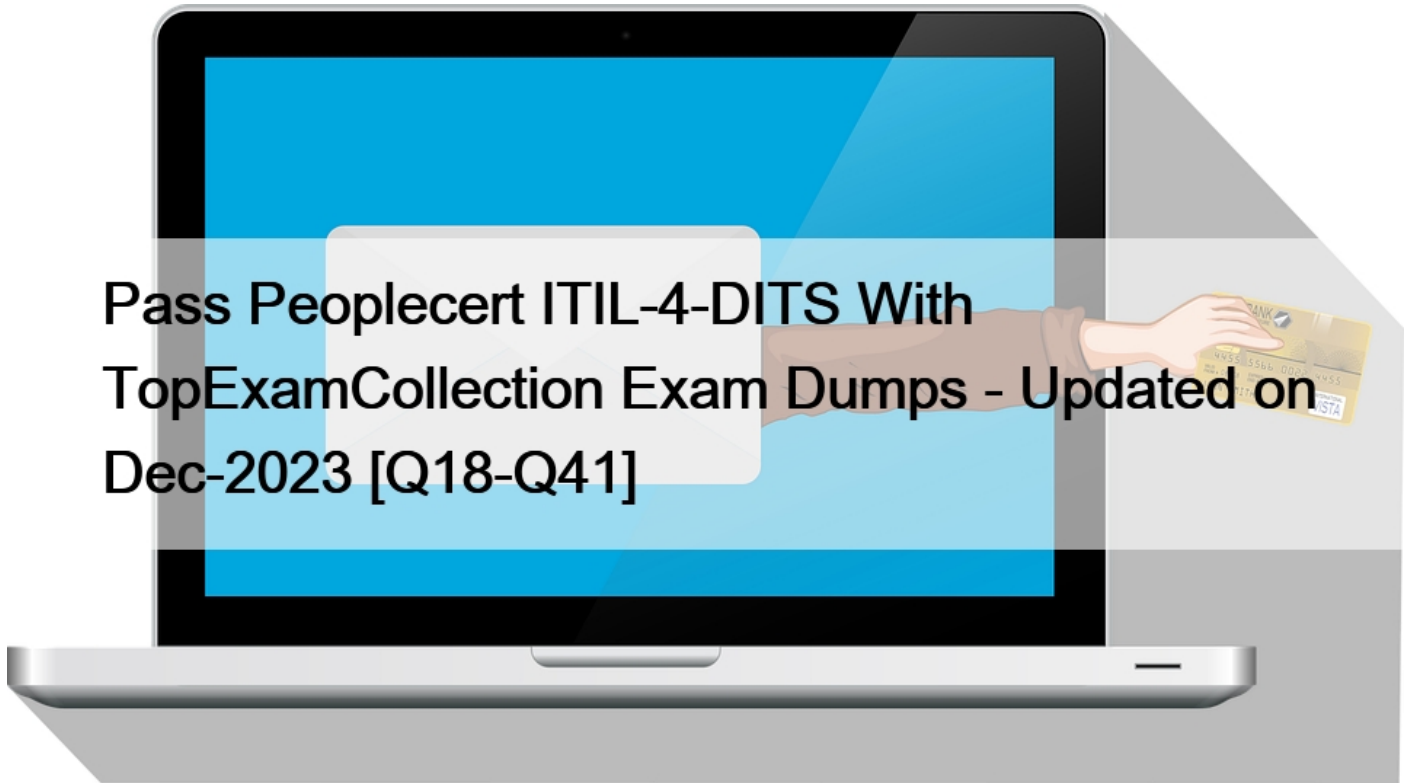 Pass Peoplecert ITIL-4-DITS With
TopExamCollection Exam Dumps - Updated on
Dec-2023 [Q18-Q41]